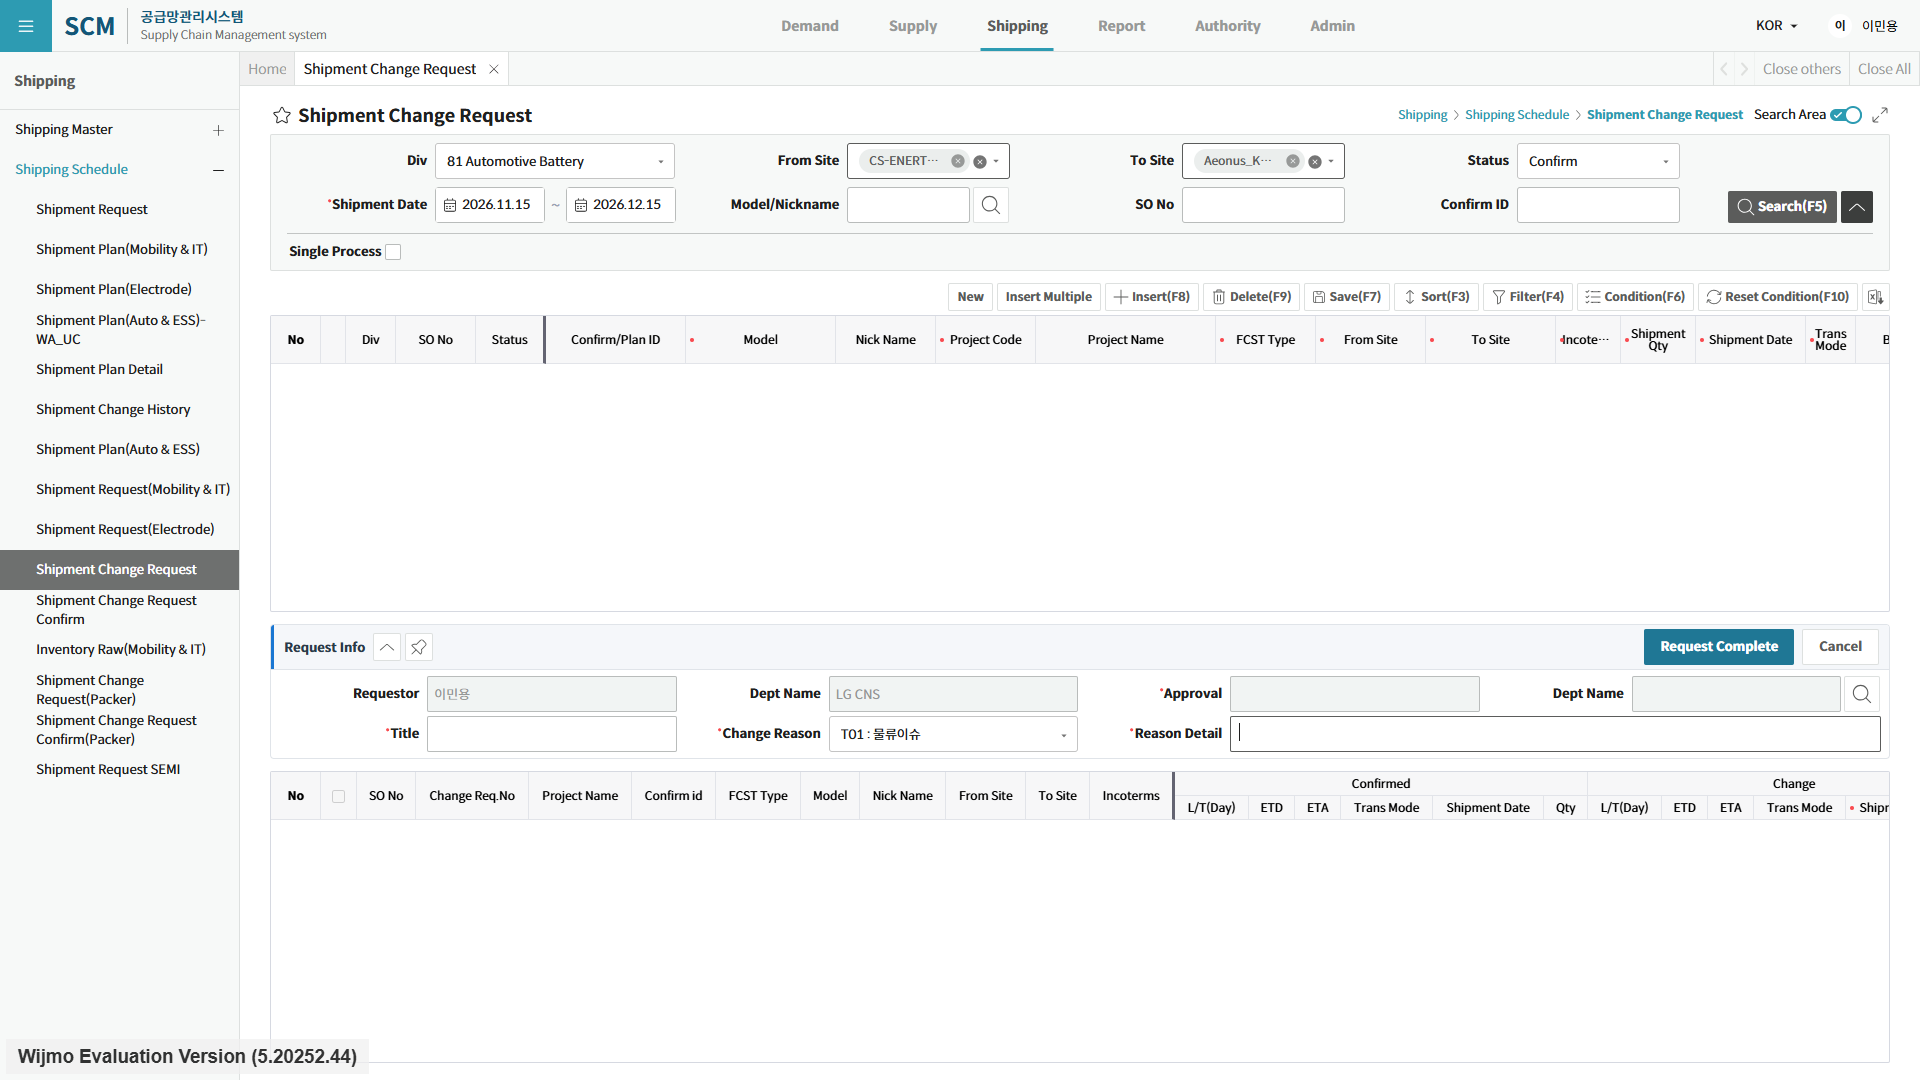 SCM
공급망관리시스템
Supply Chain Management system
Demand
Supply
Shipping
Report
Authority
Admin
KOR
이
이민용
Shipping
Home
Shipment Change Request
Close others
Close All
Shipping Master
Shipping Schedule
Shipment Request
Shipment Plan(Mobility & IT)
Shipment Plan(Electrode)
Shipment Plan(Auto & ESS)-
WA_UC
Shipment Plan Detail
Shipment Change History
Shipment Plan(Auto & ESS)
Shipment Request(Mobility & IT)
Shipment Request(Electrode)
Shipment Change Request
Shipment Change Request
Confirm
Inventory Raw(Mobility & IT)
Shipment Change
Request(Packer)
Shipment Change Request
Confirm(Packer)
Shipment Request SEMI
Shipment Change Request
Shipping > Shipping Schedule > Shipment Change Request
Search Area
Div 81 Automotive Battery
From Site CS-ENERT···
To Site Aeonus_K···
Status Confirm
*Shipment Date 2026.11.15 ~ 2026.12.15
Model/Nickname
SO No
Confirm ID
Search(F5)
Single Process
New
Insert Multiple
Insert(F8)
Delete(F9)
Save(F7)
Sort(F3)
Filter(F4)
Condition(F6)
Reset Condition(F10)
No
Div
SO No
Status
Confirm/Plan ID
Model
Nick Name
Project Code
Project Name
FCST Type
From Site
To Site
Incote···
Shipment
Qty
Shipment Date
Trans
Mode
B
Request Info
Request Complete
Cancel
Requestor 이민용
Dept Name LG CNS
*Approval
Dept Name
*Title
*Change Reason T01 : 물류이슈
*Reason Detail
No
SO No
Change Req.No
Project Name
Confirm id
FCST Type
Model
Nick Name
From Site
To Site
Incoterms
Confirmed
L/T(Day)
ETD
ETA
Trans Mode
Shipment Date
Qty
Change
L/T(Day)
ETD
ETA
Trans Mode
Shipr
Wijmo Evaluation Version (5.20252.44)